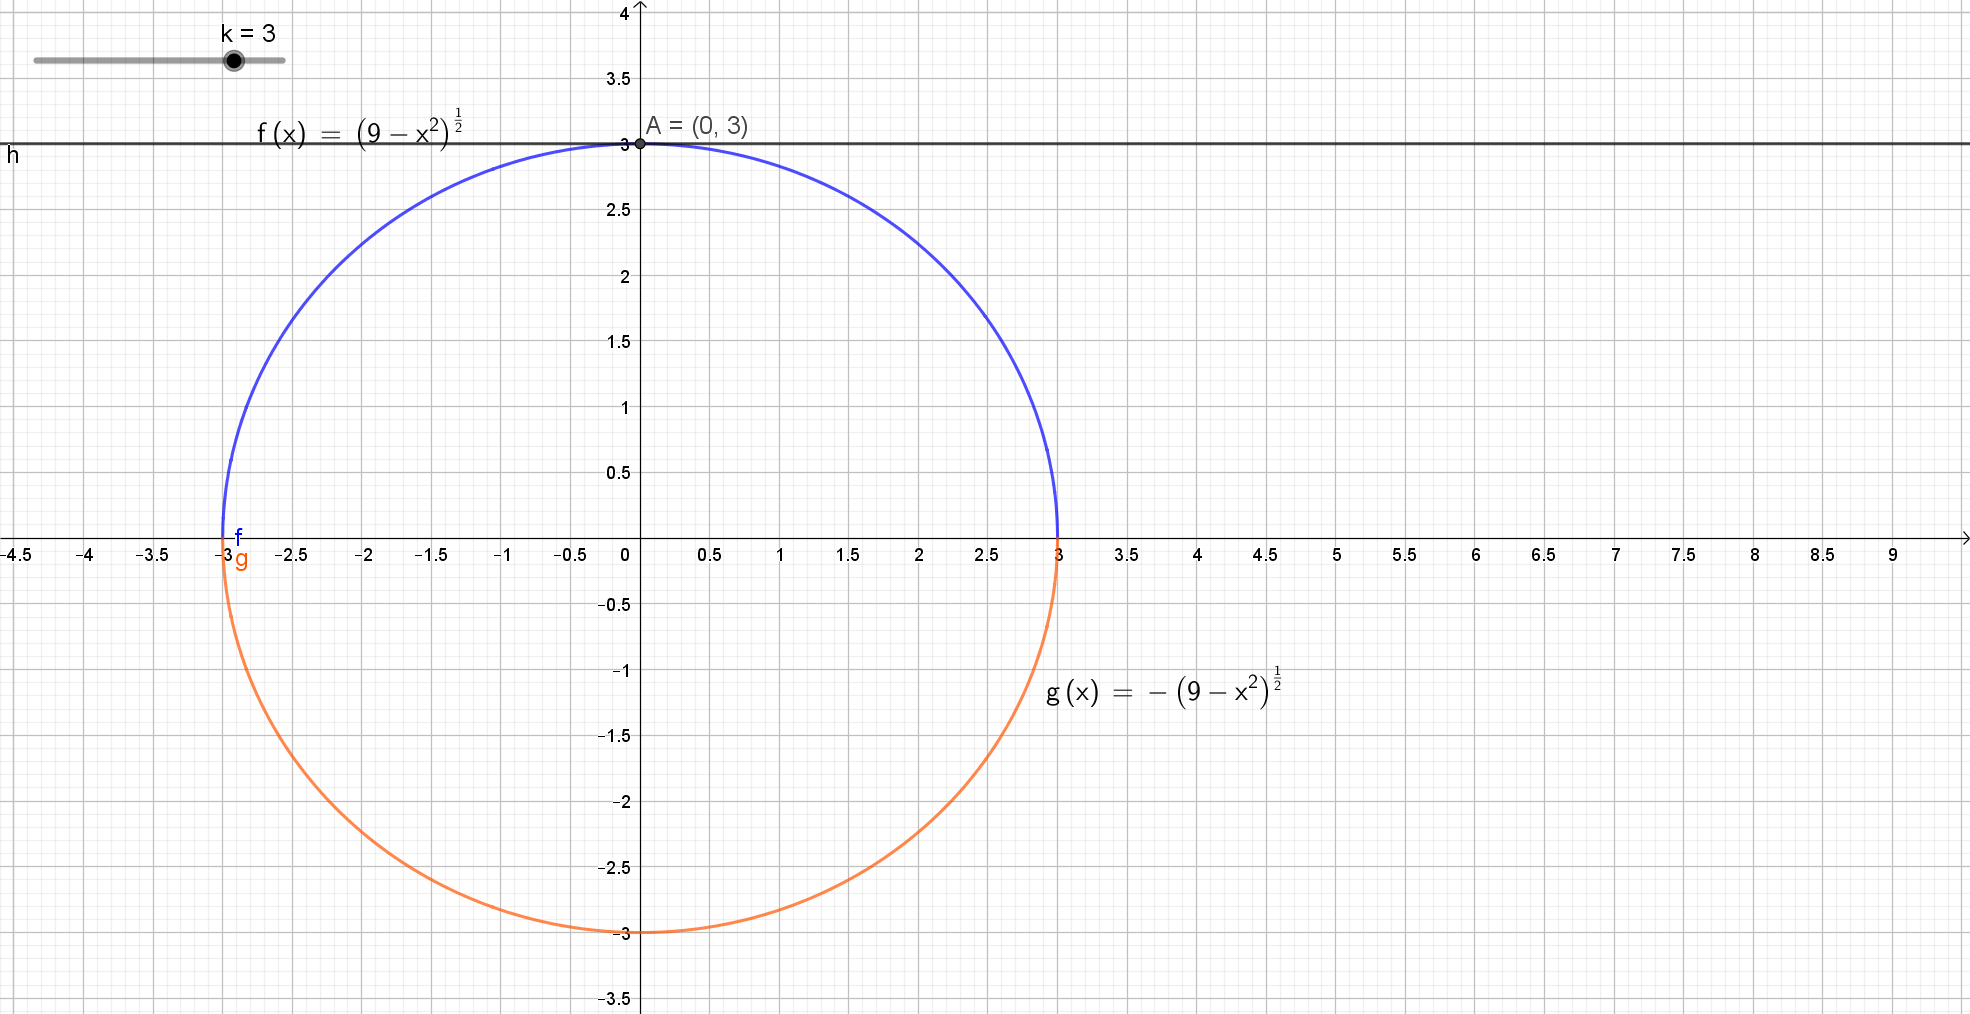 4
k = 3
3.5
f (x) = (9 − x²)^½
A = (0, 3)
3
h
2.5
2
1.5
1
0.5
f
−4.5 −4 −3.5 −3 −2.5 −2 −1.5 −1 −0.5 0 0.5 1 1.5 2 2.5 3 3.5 4 4.5 5 5.5 6 6.5 7 7.5 8 8.5 9
g
−0.5
−1
g (x) = − (9 − x²)^½
−1.5
−2
−2.5
−3
−3.5